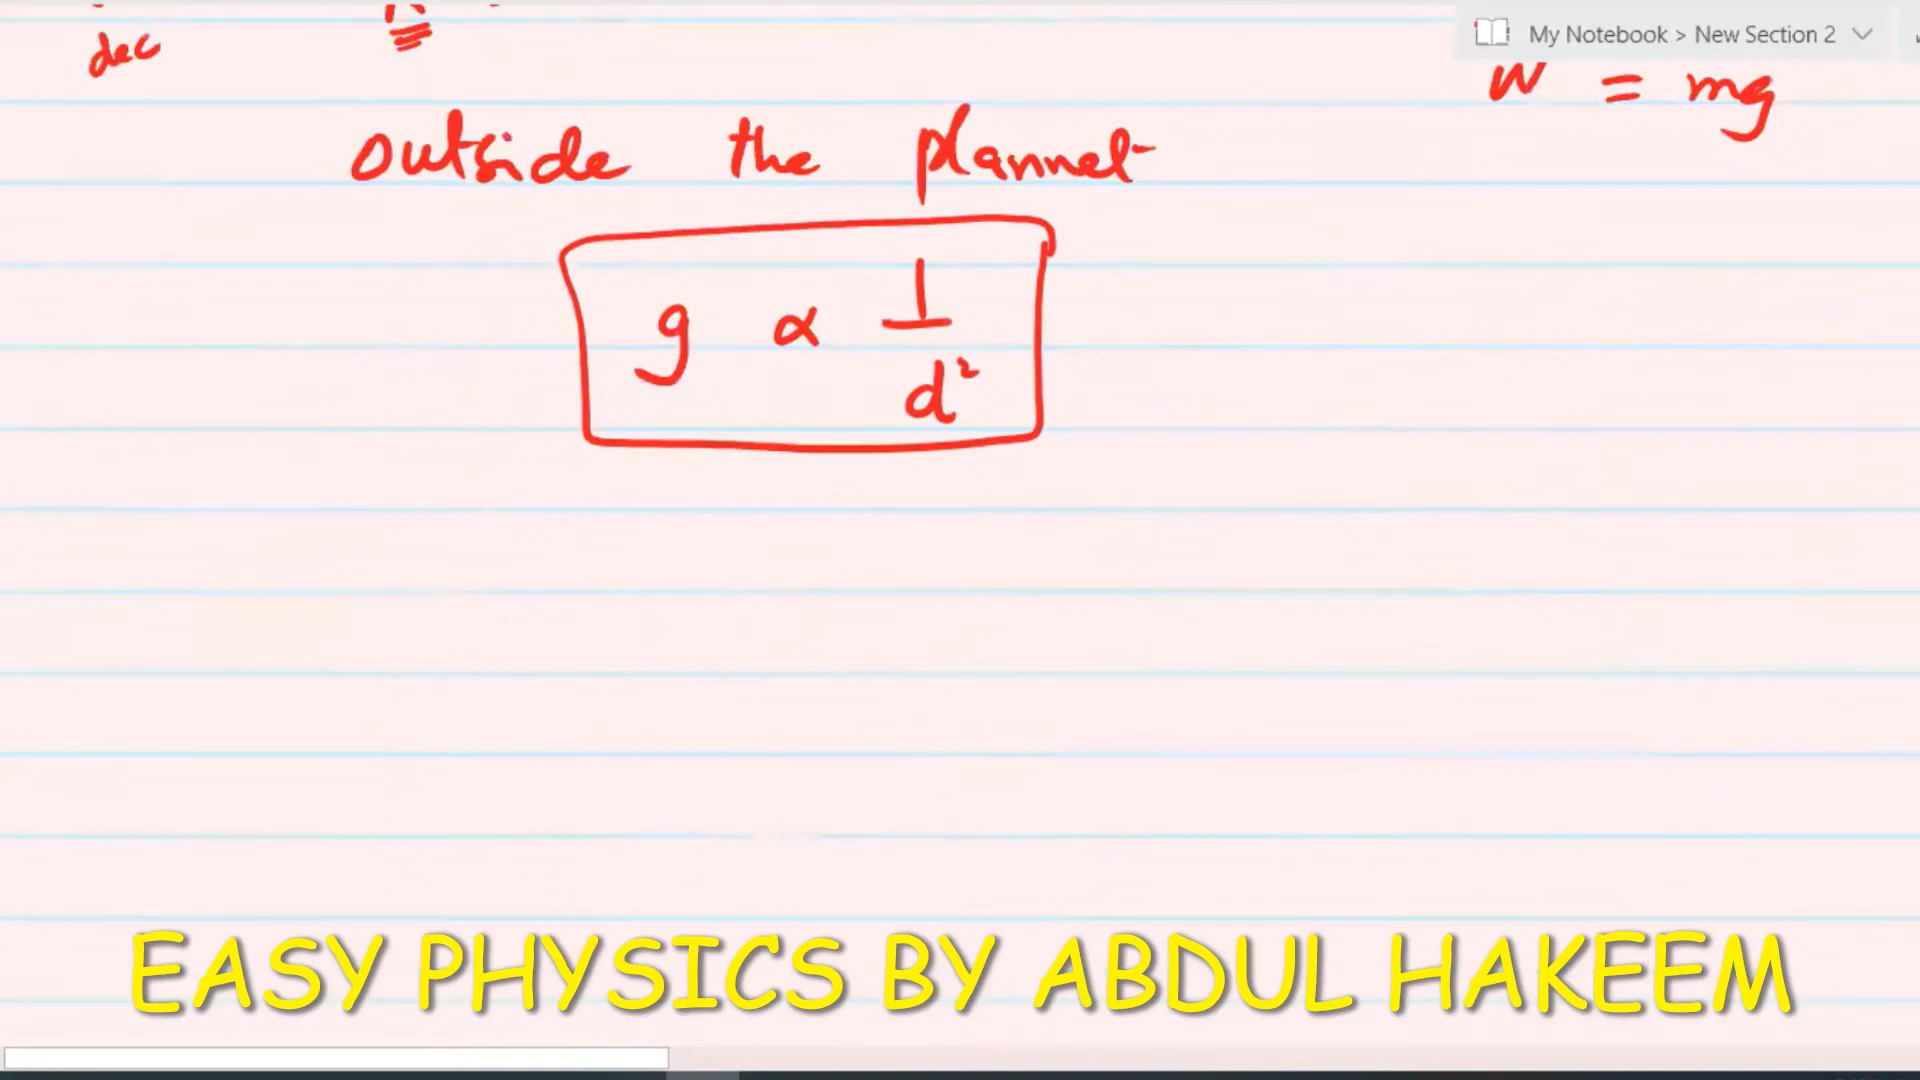 My Notebook > New Section 2
dec
W = mg
outside the plannet
g ∝ 1/d²
EASY PHYSICS BY ABDUL HAKEEM